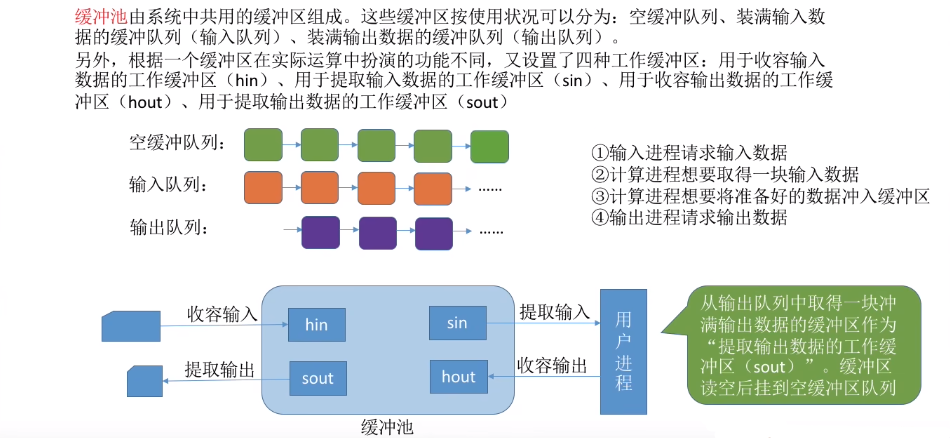 缓冲池由系统中共用的缓冲区组成。这些缓冲区按使用状况可以分为：空缓冲队列、装满输入数
据的缓冲队列（输入队列）、装满输出数据的缓冲队列（输出队列）。
另外，根据一个缓冲区在实际运算中扮演的功能不同，又设置了四种工作缓冲区：用于收容输入
数据的工作缓冲区（hin）、用于提取输入数据的工作缓冲区（sin）、用于收容输出数据的工作缓
冲区（hout）、用于提取输出数据的工作缓冲区（sout）
空缓冲队列：
输入队列：
......
输出队列：
......
①输入进程请求输入数据
②计算进程想要取得一块输入数据
③计算进程想要将准备好的数据冲入缓冲区
④输出进程请求输出数据
收容输入
hin
sin
提取输入
提取输出
sout
hout
收容输出
用户进程
缓冲池
从输出队列中取得一块冲
满输出数据的缓冲区作为
“提取输出数据的工作缓
冲区（sout）”。缓冲区
读空后挂到空缓冲区队列